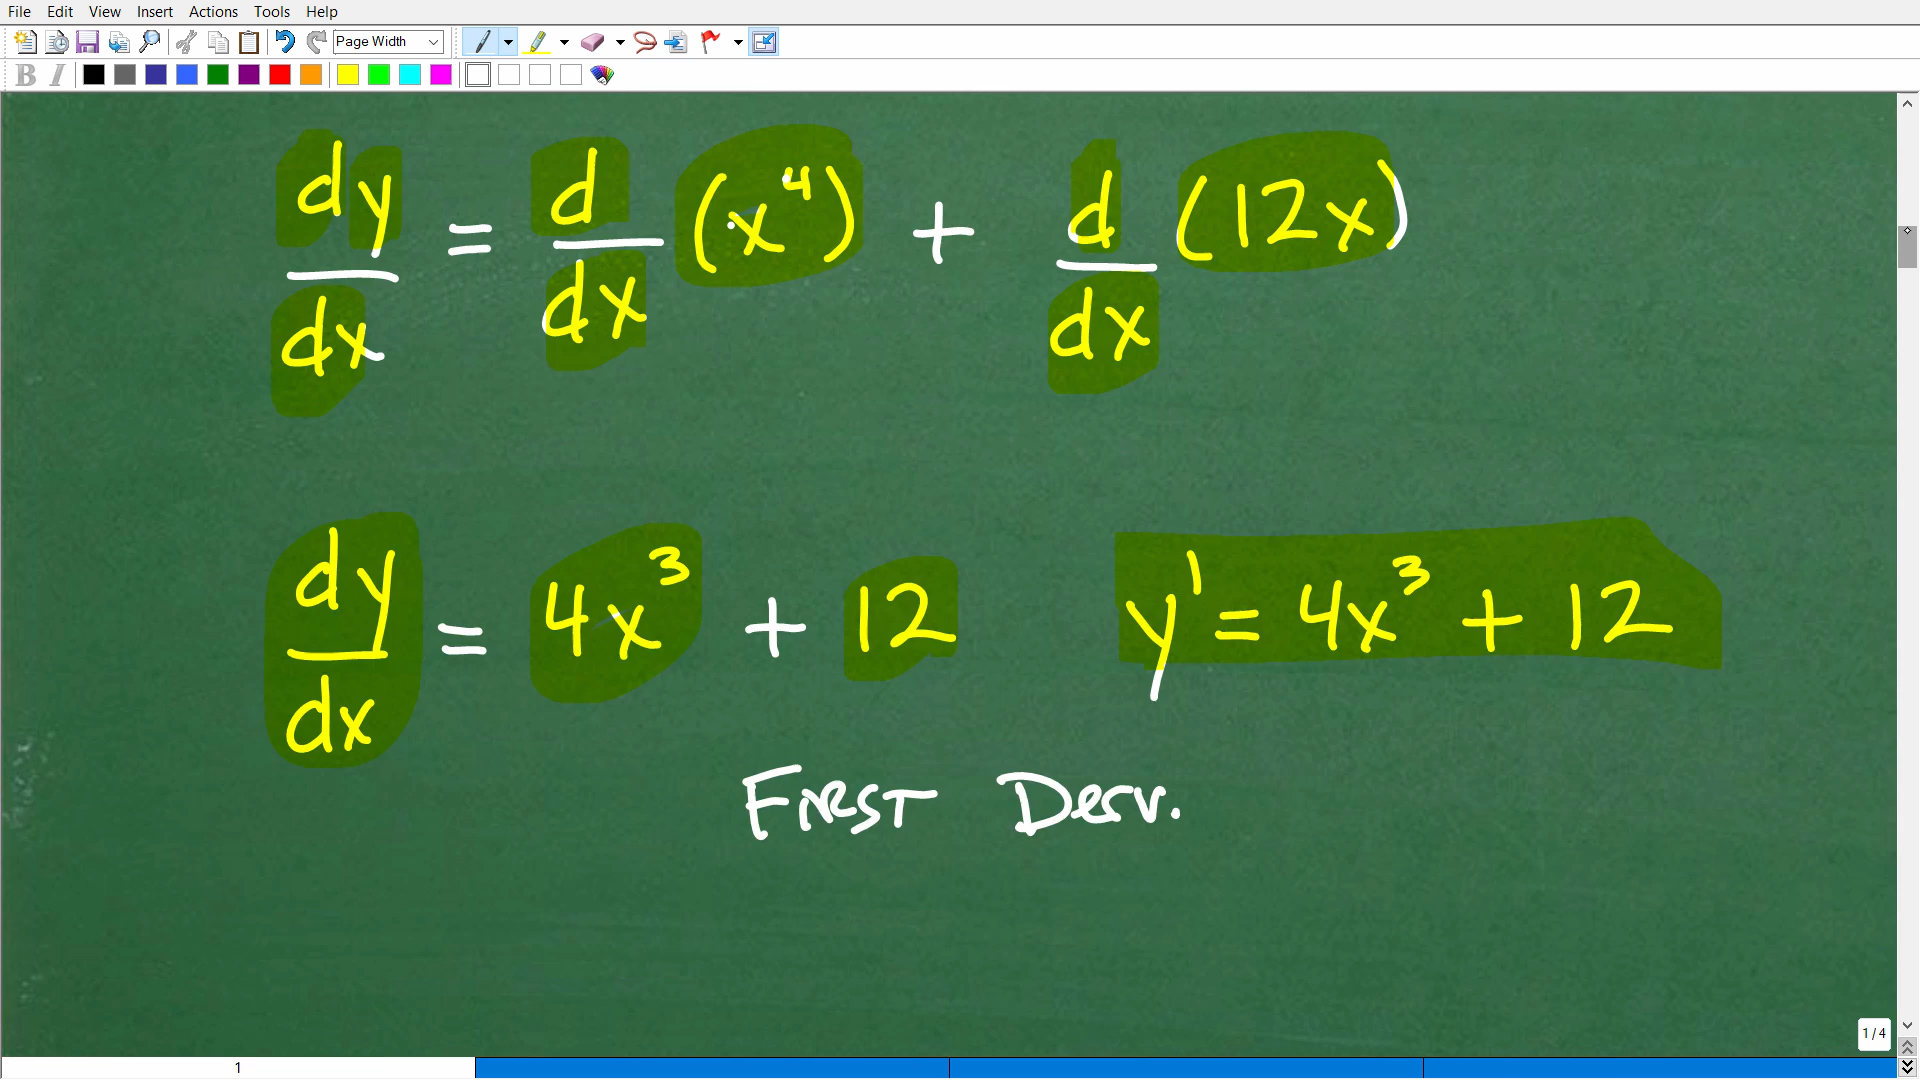 File Edit View Insert Actions Tools Help
Page Width
B I
dy/dx = d/dx (x⁴) + d/dx (12x)
dy/dx = 4x³ + 12 y' = 4x³ + 12
FIRST Derv.
1 / 4
1